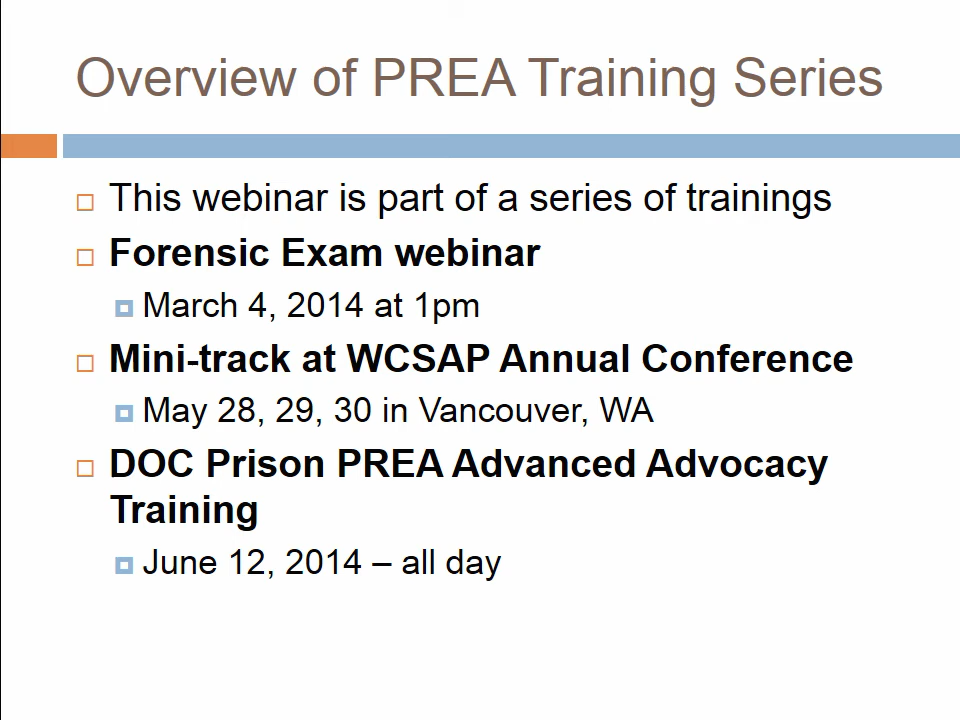 Overview of PREA Training Series
This webinar is part of a series of trainings
Forensic Exam webinar
March 4, 2014 at 1pm
Mini-track at WCSAP Annual Conference
May 28, 29, 30 in Vancouver, WA
DOC Prison PREA Advanced Advocacy
Training
June 12, 2014 – all day